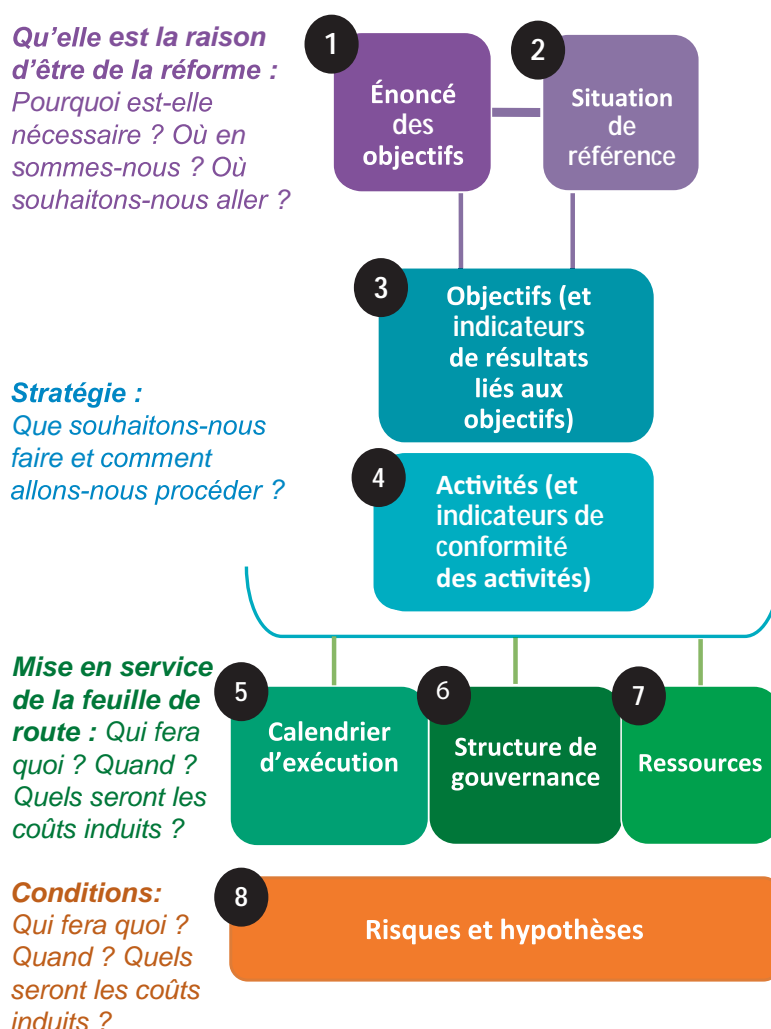 Qu’elle est la raison
d’être de la réforme :
Pourquoi est-elle
nécessaire ? Où en
sommes-nous ? Où
souhaitons-nous aller ?
1
Énoncé
des
objectifs
2
Situation
de
référence
3
Objectifs (et
indicateurs
de résultats
liés aux
objectifs)
Stratégie :
Que souhaitons-nous
faire et comment
allons-nous procéder ?
4
Activités (et
indicateurs de
conformité
des activités)
Mise en service
de la feuille de
route : Qui fera
quoi ? Quand ?
Quels seront les
coûts induits ?
5
Calendrier
d’exécution
6
Structure de
gouvernance
7
Ressources
Conditions:
Qui fera quoi ?
Quand ? Quels
seront les coûts
induits ?
8
Risques et hypothèses